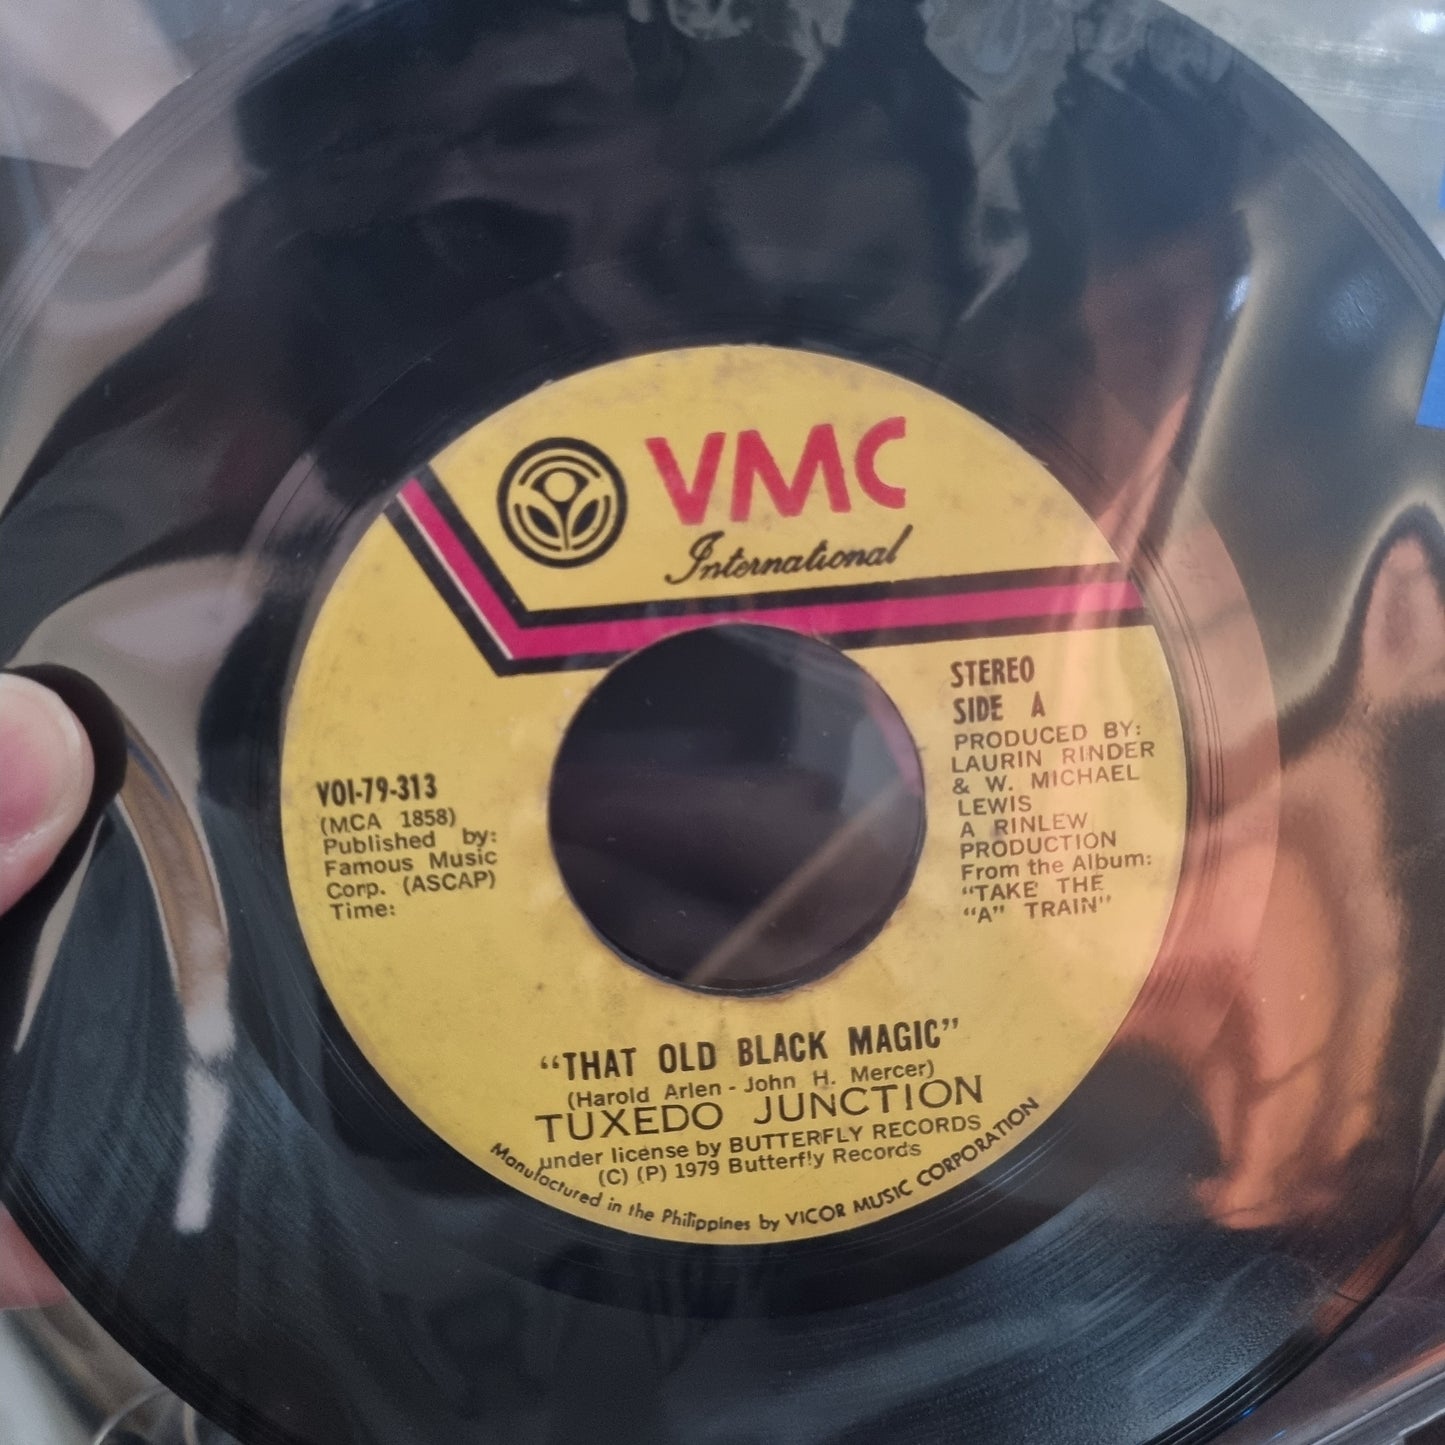 VMC
International
STEREO
SIDE A
PRODUCED BY:
LAURIN RINDER
& W. MICHAEL
LEWIS
A RINLEW
PRODUCTION
From the Album:
“TAKE THE
“A” TRAIN”
VOI-79-313
(MCA 1858)
Published by:
Famous Music
Corp. (ASCAP)
Time:
“THAT OLD BLACK MAGIC”
(Harold Arlen - John H. Mercer)
TUXEDO JUNCTION
under license by BUTTERFLY RECORDS
(C) (P) 1979 Butterfly Records
Manufactured in the Philippines by VICOR MUSIC CORPORATION